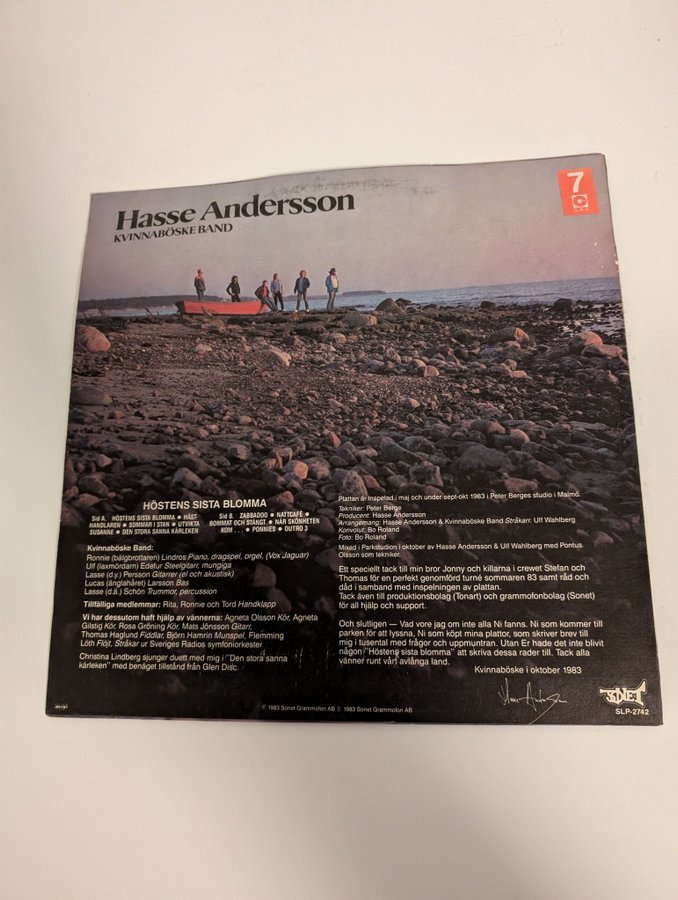 Hasse Andersson
KVINNABÖSKE BAND
7
HÖSTENS SISTA BLOMMA
Sid A. HÖSTENS SISTA BLOMMA ● HÄST-
HANDLAREN ● SOMMAR I STAN ● UTVIKTA
SUSANNE ● DEN STORA SANNA KÄRLEKEN
Sid B. ZABBADOO ● NATTCAFÉ ●
BOMMAT OCH STÄNGT ● NÄR SKÖNHETEN
KOM . . . ● PONNIES ● OUTRO 3
Kvinnaböske Band:
Ronnie (bälgbrottaren) Lindros Piano, dragspel, orgel, (Vox Jaguar)
Ulf (laxmördarn) Edefur Steelgitarr, mungiga
Lasse (d.y.) Persson Gitarrer (el och akustisk)
Lucas (änglahåret) Larsson Bas
Lasse (d.ä.) Schön Trummor, percussion
Tillfälliga medlemmar: Rita, Ronnie och Tord Handklapp
Vi har dessutom haft hjälp av vännerna: Agneta Olsson Kör, Agneta
Gilstig Kör, Rosa Gröning Kör, Mats Jönsson Gitarr,
Thomas Haglund Fiddlar, Björn Hamrin Munspel, Flemming
Löth Flöjt, Stråkar ur Sveriges Radios symfoniorkester
Christina Lindberg sjunger duett med mig i "Den stora sanna
kärleken" med benäget tillstånd från Glen Disc.
Plattan är inspelad i maj och under sept-okt 1983 i Peter Berges studio i Malmö.
Tekniker: Peter Berge
Producent: Hasse Andersson
Arrangemang: Hasse Andersson & Kvinnaböske Band Stråkarr. Ulf Wahlberg
Konvolut: Bo Roland
Foto: Bo Roland
Mixad i Parkstudion i oktober av Hasse Andersson & Ulf Wahlberg med Pontus
Olsson som tekniker.
Ett speciellt tack till min bror Jonny och killarna i crewet Stefan och
Thomas för en perfekt genomförd turné sommaren 83 samt råd och
dåd i samband med inspelningen av plattan.
Tack även till produktionsbolag (Tonart) och grammofonbolag (Sonet)
för all hjälp och support.
Och slutligen — Vad vore jag om inte alla Ni fanns. Ni som kommer till
parken för att lyssna, Ni som köpt mina plattor, som skriver brev till
mig i tusental med frågor och uppmuntran. Utan Er hade det inte blivit
någon "Höstens sista blomma" att skriva dessa rader till. Tack alla
vänner runt vårt avlånga land.
Kvinnaböske i oktober 1983
Ⓟ 1983 Sonet Grammofon AB © 1983 Sonet Grammofon AB
SONET
SLP-2742